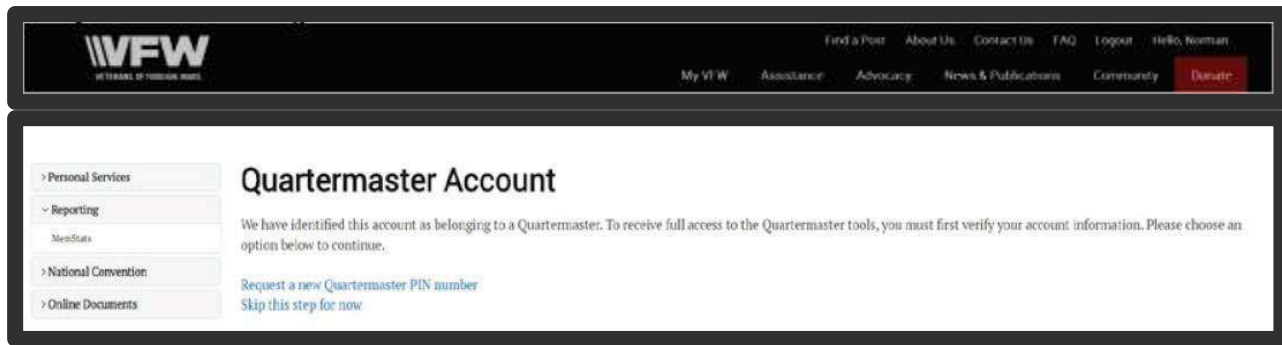 VFW
VETERANS OF FOREIGN WARS.
Find a Post About Us Contact Us FAQ Logout Hello, Norman
My VFW Assistance Advocacy News & Publications Community Donate
> Personal Services
Reporting
MemStats
> National Convention
> Online Documents
Quartermaster Account
We have identified this account as belonging to a Quartermaster. To receive full access to the Quartermaster tools, you must first verify your account information. Please choose an
option below to continue.
Request a new Quartermaster PIN number
Skip this step for now